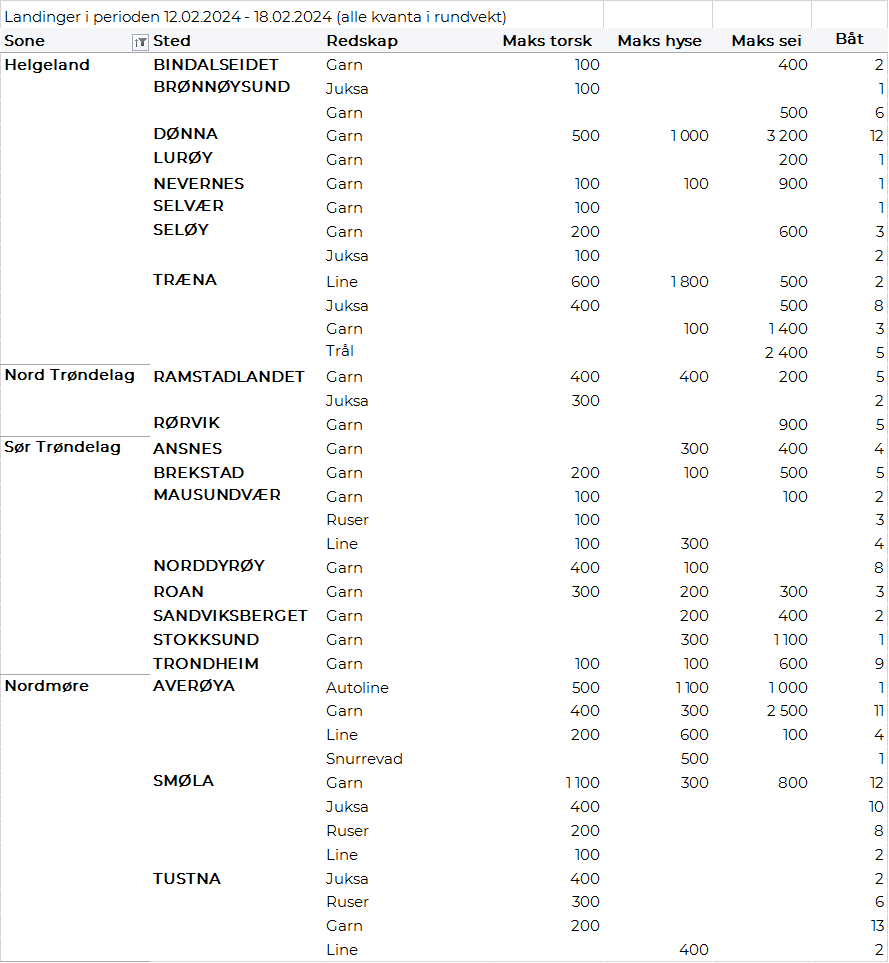 Landinger i perioden 12.02.2024 - 18.02.2024 (alle kvanta i rundvekt)
Sone Sted Redskap Maks torsk Maks hyse Maks sei Båt
Helgeland BINDALSEIDET Garn 100 400 2
BRØNNØYSUND Juksa 100 1
Garn 500 6
DØNNA Garn 500 1 000 3 200 12
LURØY Garn 200 1
NEVERNES Garn 100 100 900 1
SELVÆR Garn 100 1
SELØY Garn 200 600 3
Juksa 100 2
TRÆNA Line 600 1 800 500 2
Juksa 400 500 8
Garn 100 1 400 3
Trål 2 400 5
Nord Trøndelag RAMSTADLANDET Garn 400 400 200 5
Juksa 300 2
RØRVIK Garn 900 5
Sør Trøndelag ANSNES Garn 300 400 4
BREKSTAD Garn 200 100 500 5
MAUSUNDVÆR Garn 100 100 2
Ruser 100 3
Line 100 300 4
NORDDYRØY Garn 400 100 8
ROAN Garn 300 200 300 3
SANDVIKSBERGET Garn 200 400 2
STOKKSUND Garn 300 1 100 1
TRONDHEIM Garn 100 100 600 9
Nordmøre AVERØYA Autoline 500 1 100 1 000 1
Garn 400 300 2 500 11
Line 200 600 100 4
Snurrevad 500 1
SMØLA Garn 1 100 300 800 12
Juksa 400 10
Ruser 200 8
Line 100 2
TUSTNA Juksa 400 2
Ruser 300 6
Garn 200 13
Line 400 2